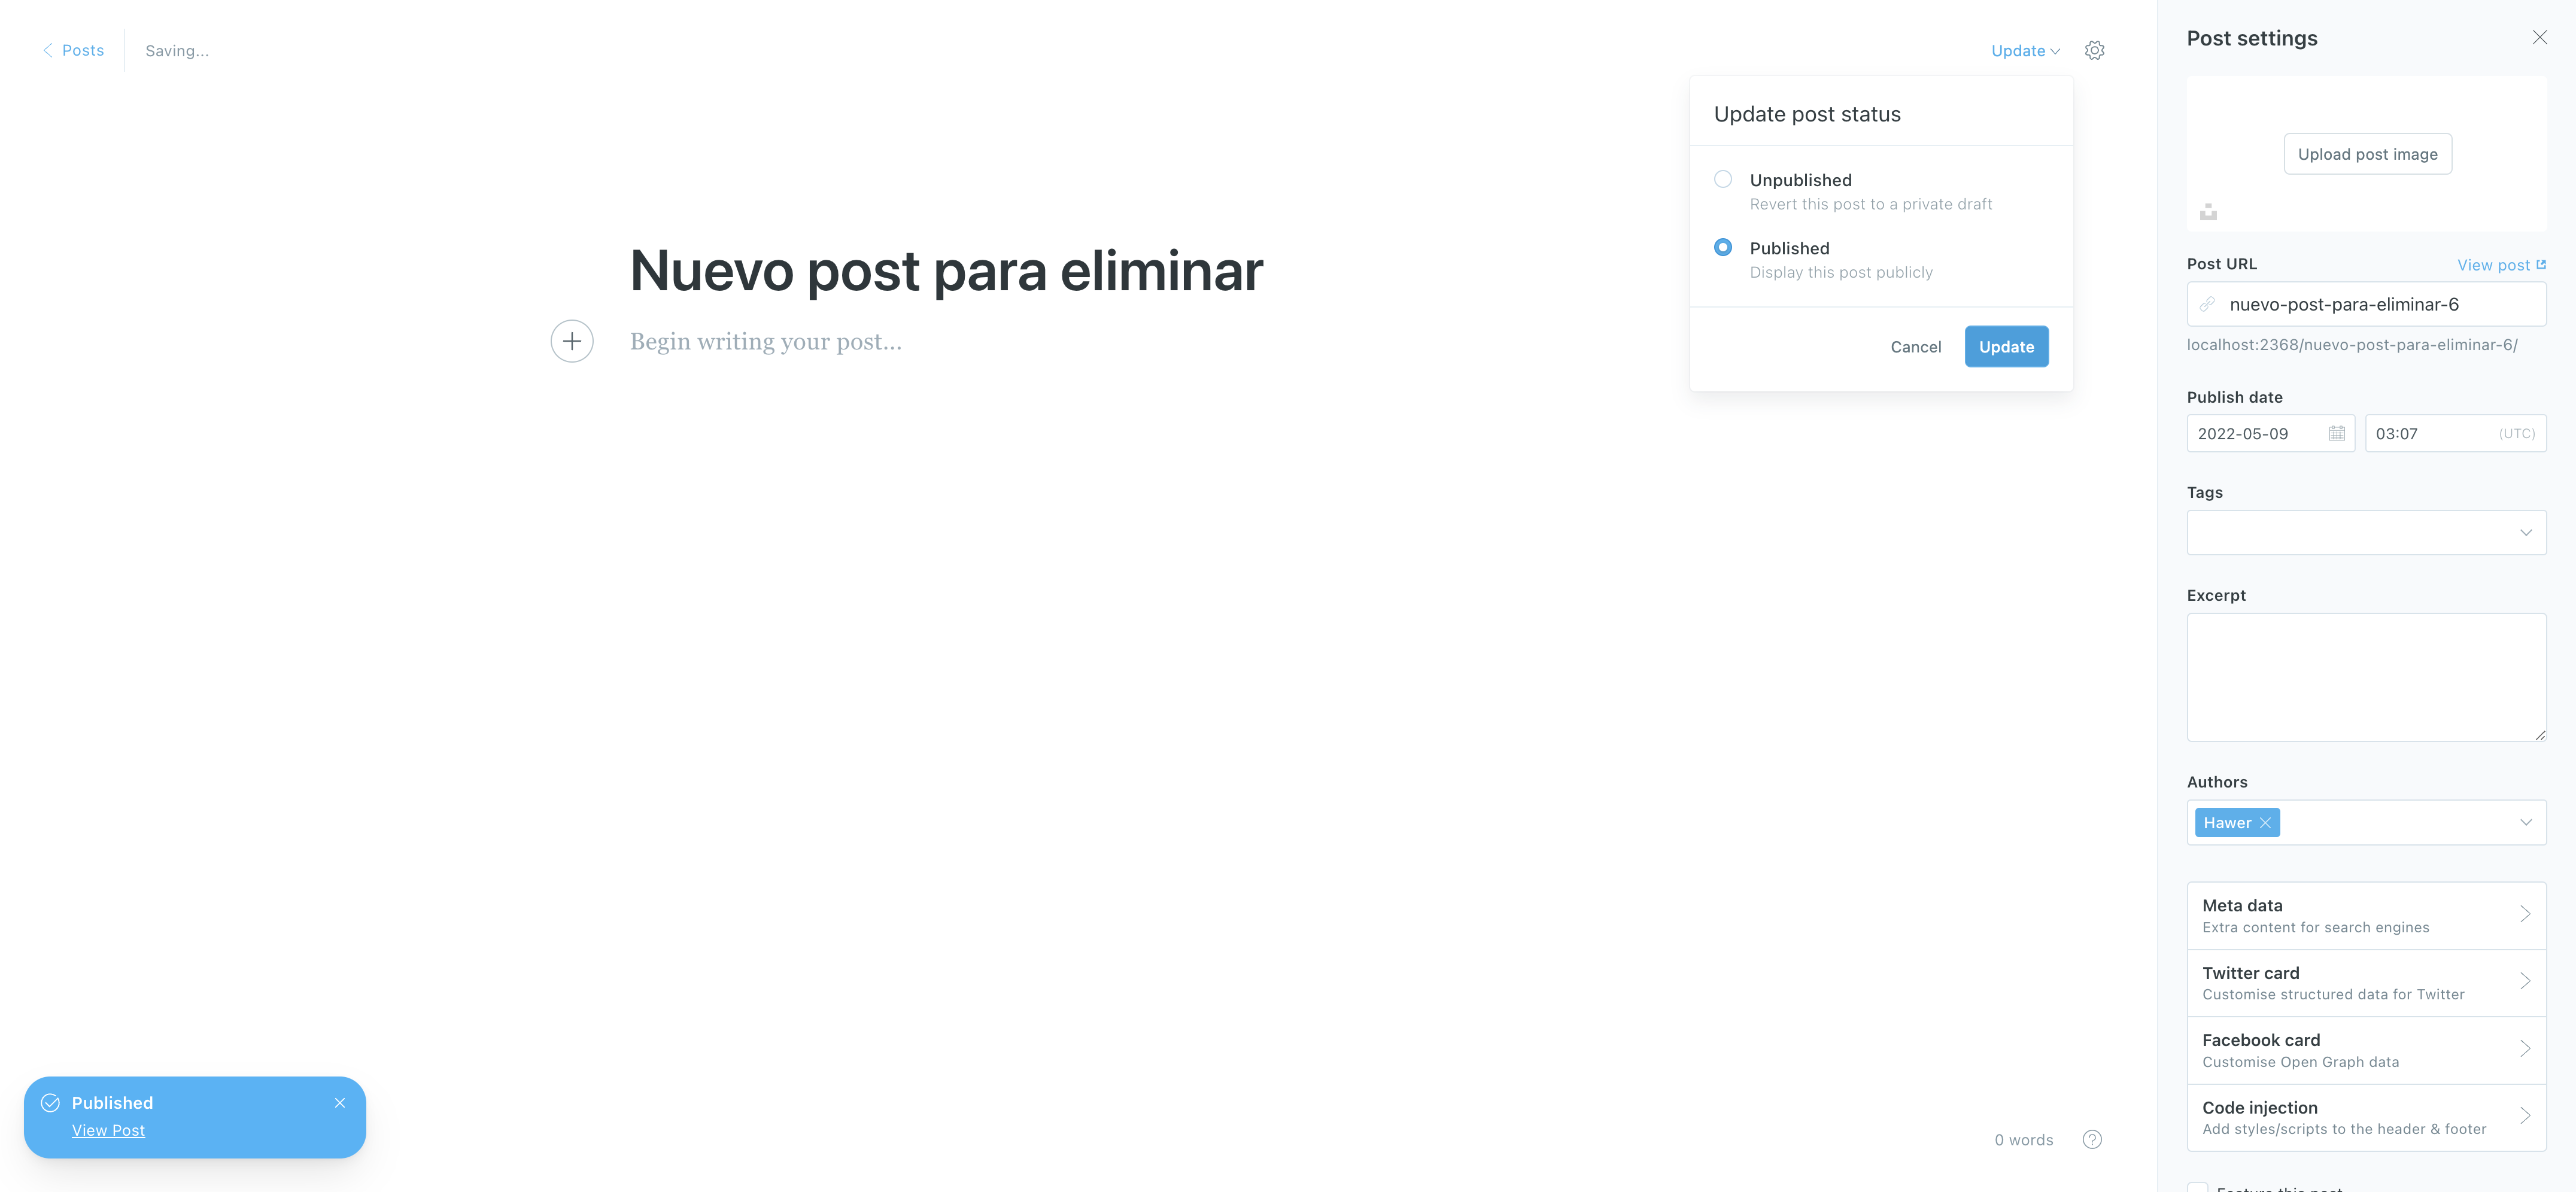 Posts
Saving...
Update
Update post status
Unpublished
Revert this post to a private draft
Published
Display this post publicly
Cancel
Update
Nuevo post para eliminar
Begin writing your post...
Published
View Post
0 words
?
Post settings
Upload post image
Post URL
View post
nuevo-post-para-eliminar-6
localhost:2368/nuevo-post-para-eliminar-6/
Publish date
2022-05-09
03:07
(UTC)
Tags
Excerpt
Authors
Hawer
Meta data
Extra content for search engines
Twitter card
Customise structured data for Twitter
Facebook card
Customise Open Graph data
Code injection
Add styles/scripts to the header & footer
Feature this post